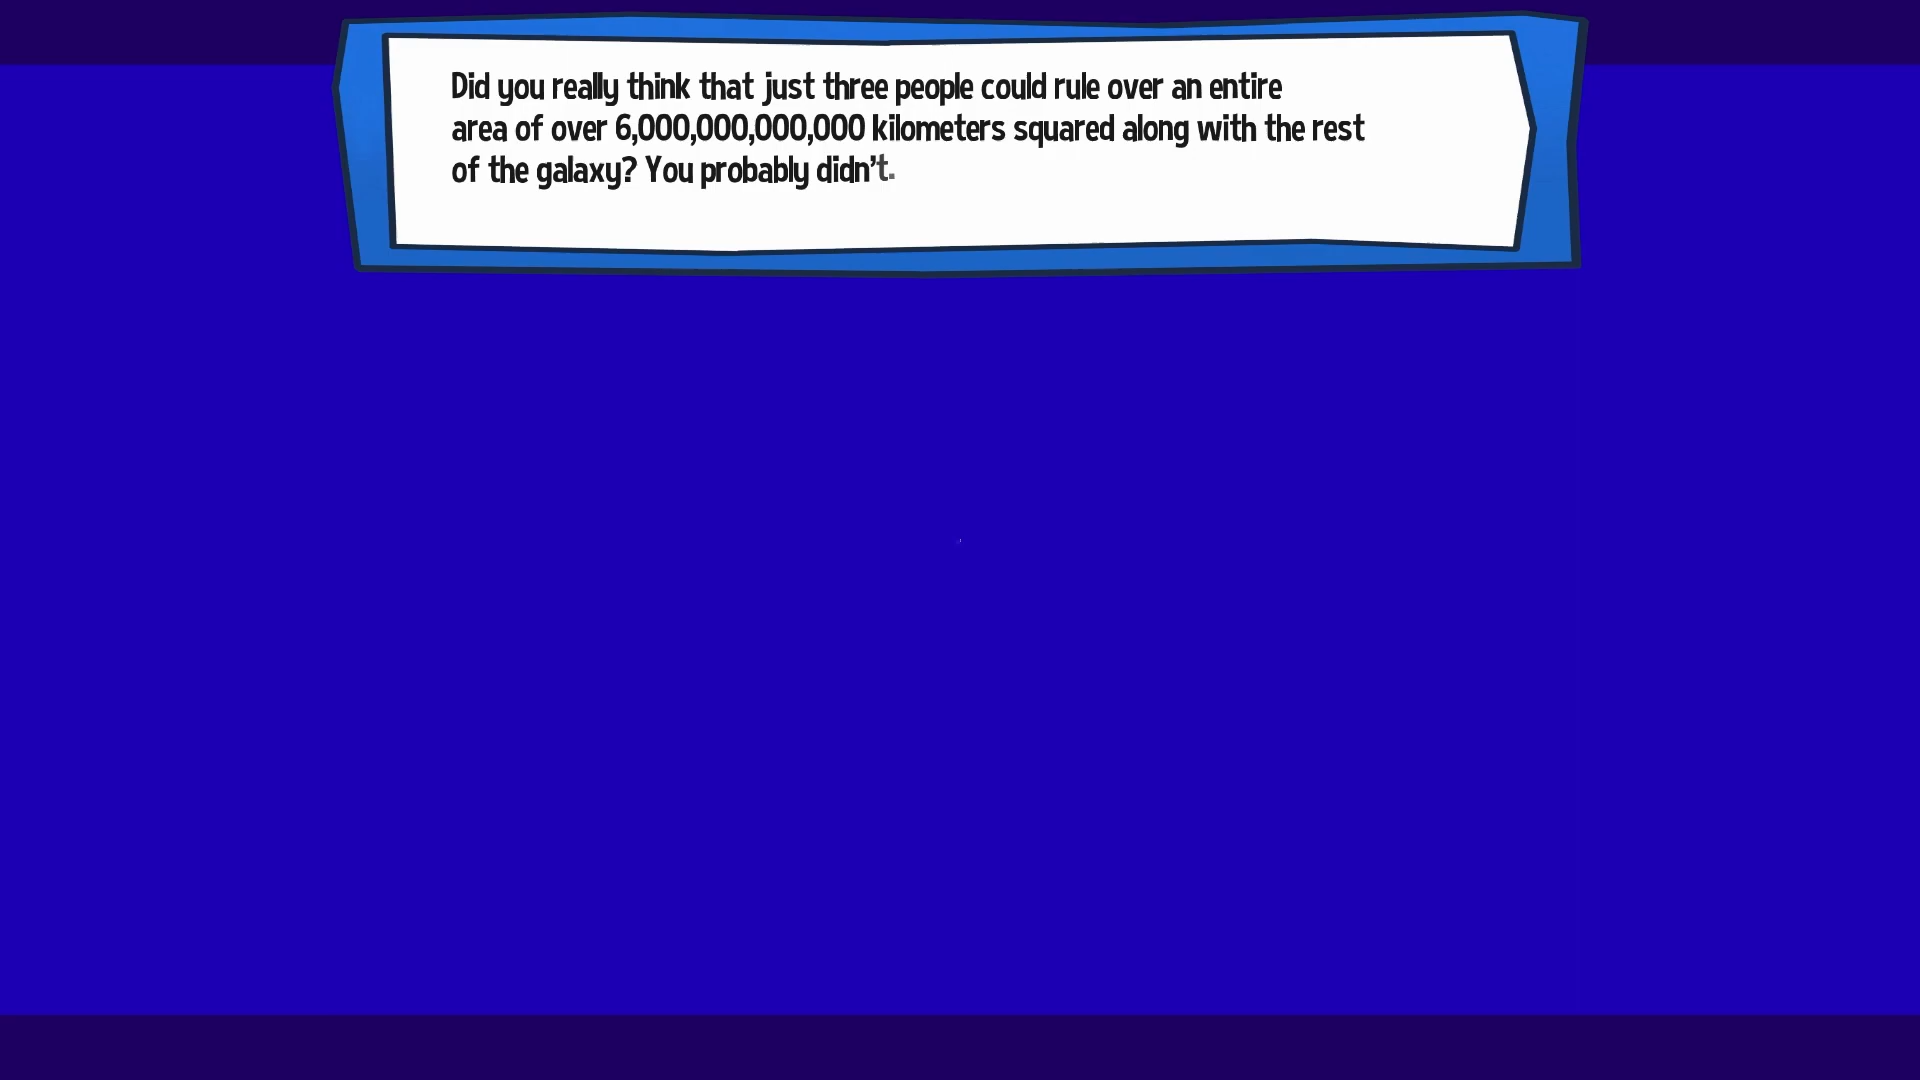 Did you really think that just three people could rule over an entire
area of over 6,000,000,000,000 kilometers squared along with the rest
of the galaxy? You probably didn't.